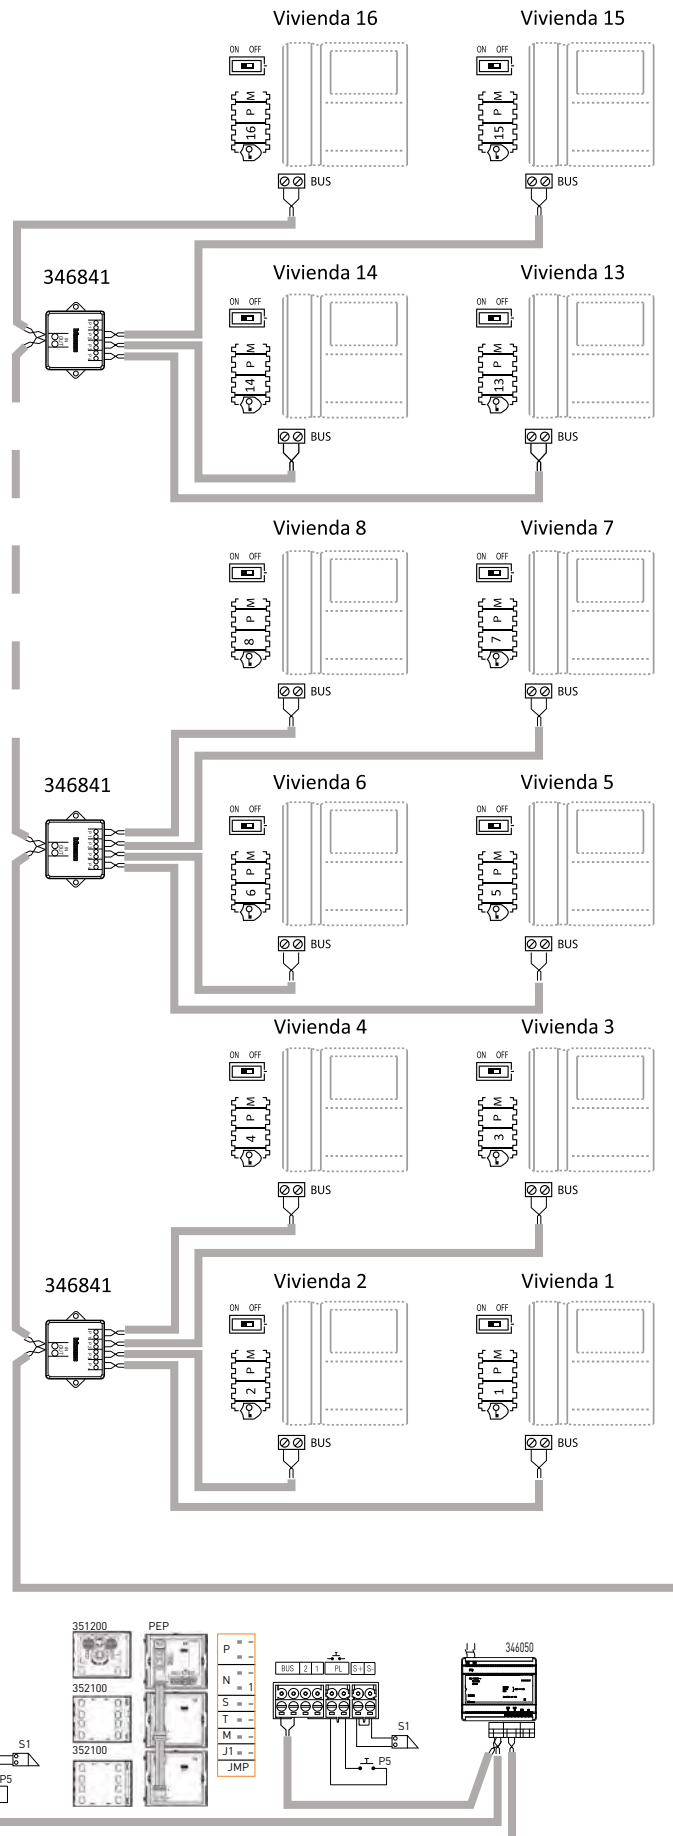 Vivienda 16 Vivienda 15
ON OFF ON OFF
M M
P P
16 15
BUS BUS
346841 Vivienda 14 Vivienda 13
ON OFF ON OFF
M M
P P
14 13
BUS BUS
Vivienda 8 Vivienda 7
ON OFF ON OFF
M M
P P
8 7
BUS BUS
346841 Vivienda 6 Vivienda 5
ON OFF ON OFF
M M
P P
6 5
BUS BUS
Vivienda 4 Vivienda 3
ON OFF ON OFF
M M
P P
4 3
BUS BUS
346841 Vivienda 2 Vivienda 1
ON OFF ON OFF
M M
P P
2 1
BUS BUS
351200 PEP
352100
352100
P - -
- -
N - -
- 1
S - -
T - -
M - -
J1 - -
JMP
BUS 2 1 PL S+ S-
S1
P5
346050
S1
P5